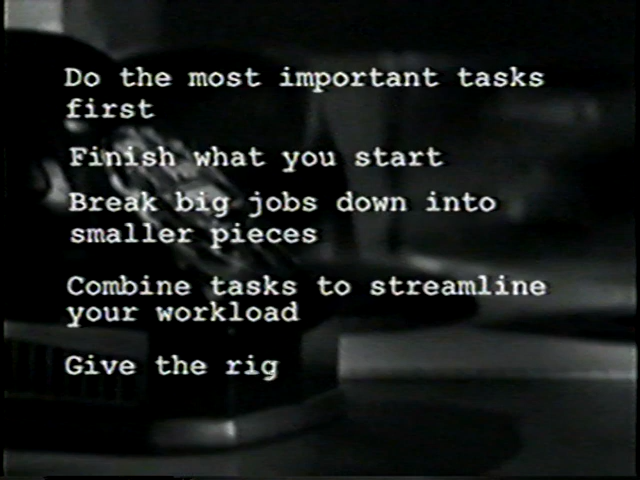 Do the most important tasks
first
Finish what you start
Break big jobs down into
smaller pieces
Combine tasks to streamline
your workload
Give the rig